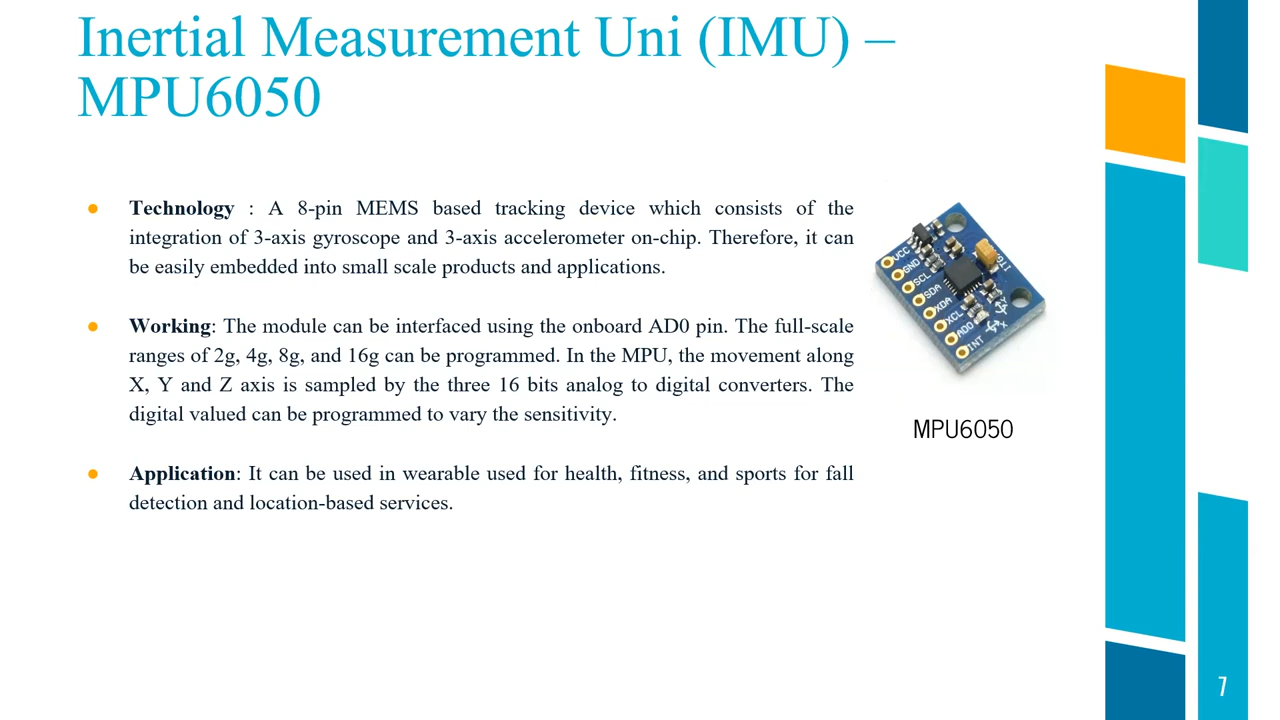 Inertial Measurement Uni (IMU) –
MPU6050
● Technology : A 8-pin MEMS based tracking device which consists of the
integration of 3-axis gyroscope and 3-axis accelerometer on-chip. Therefore, it can
be easily embedded into small scale products and applications.
● Working: The module can be interfaced using the onboard AD0 pin. The full-scale
ranges of 2g, 4g, 8g, and 16g can be programmed. In the MPU, the movement along
X, Y and Z axis is sampled by the three 16 bits analog to digital converters. The
digital valued can be programmed to vary the sensitivity.
● Application: It can be used in wearable used for health, fitness, and sports for fall
detection and location-based services.
VCC
GND
SCL
SDA
XDA
XCL
AD0
INT
Y
X
MPU6050
7